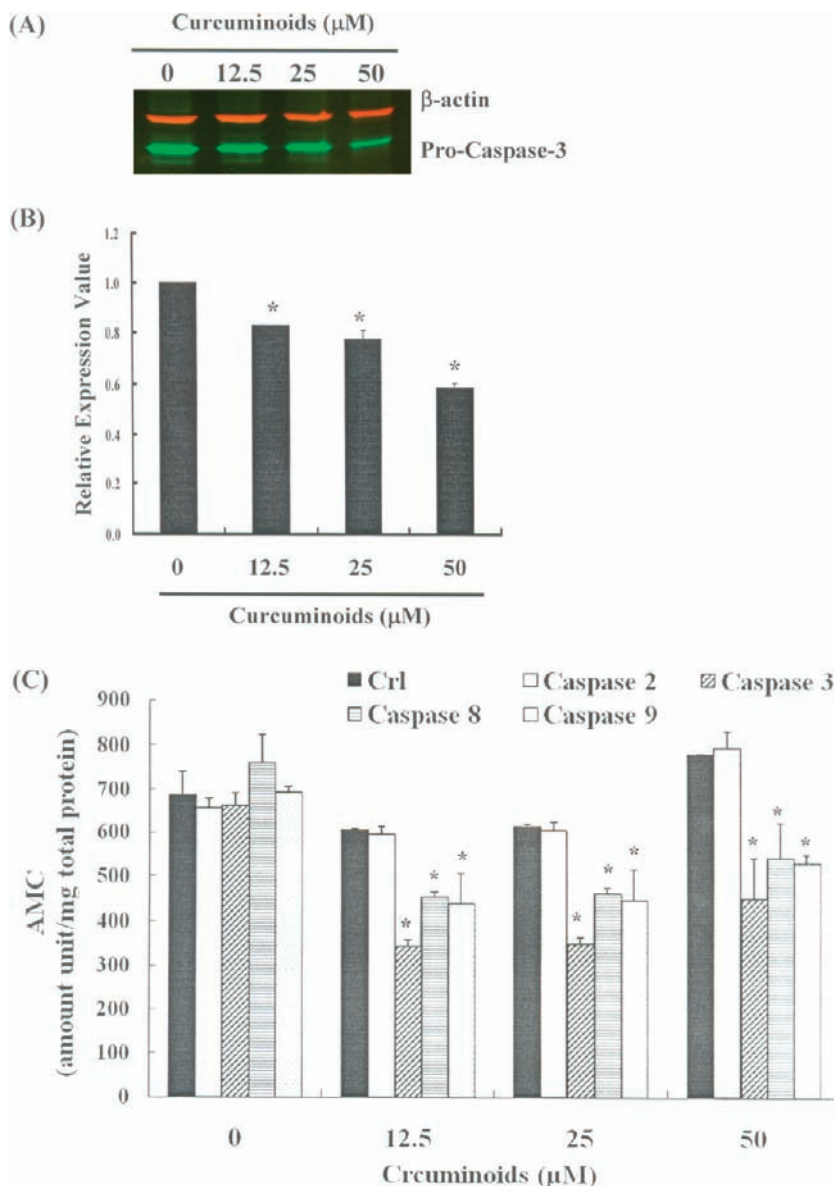 (A)
Curcuminoids (μM)
0 12.5 25 50
β-actin
Pro-Caspase-3
(B)
Relative Expression Value
1.2
1.0
0.8
0.6
0.4
0.2
0.0
* * *
0 12.5 25 50
Curcuminoids (μM)
(C)
Crl Caspase 2 Caspase 3
Caspase 8 Caspase 9
AMC
(amount unit/mg total protein)
900
800
700
600
500
400
300
200
100
0
* * * * * * * * *
0 12.5 25 50
Crcuminoids (μM)